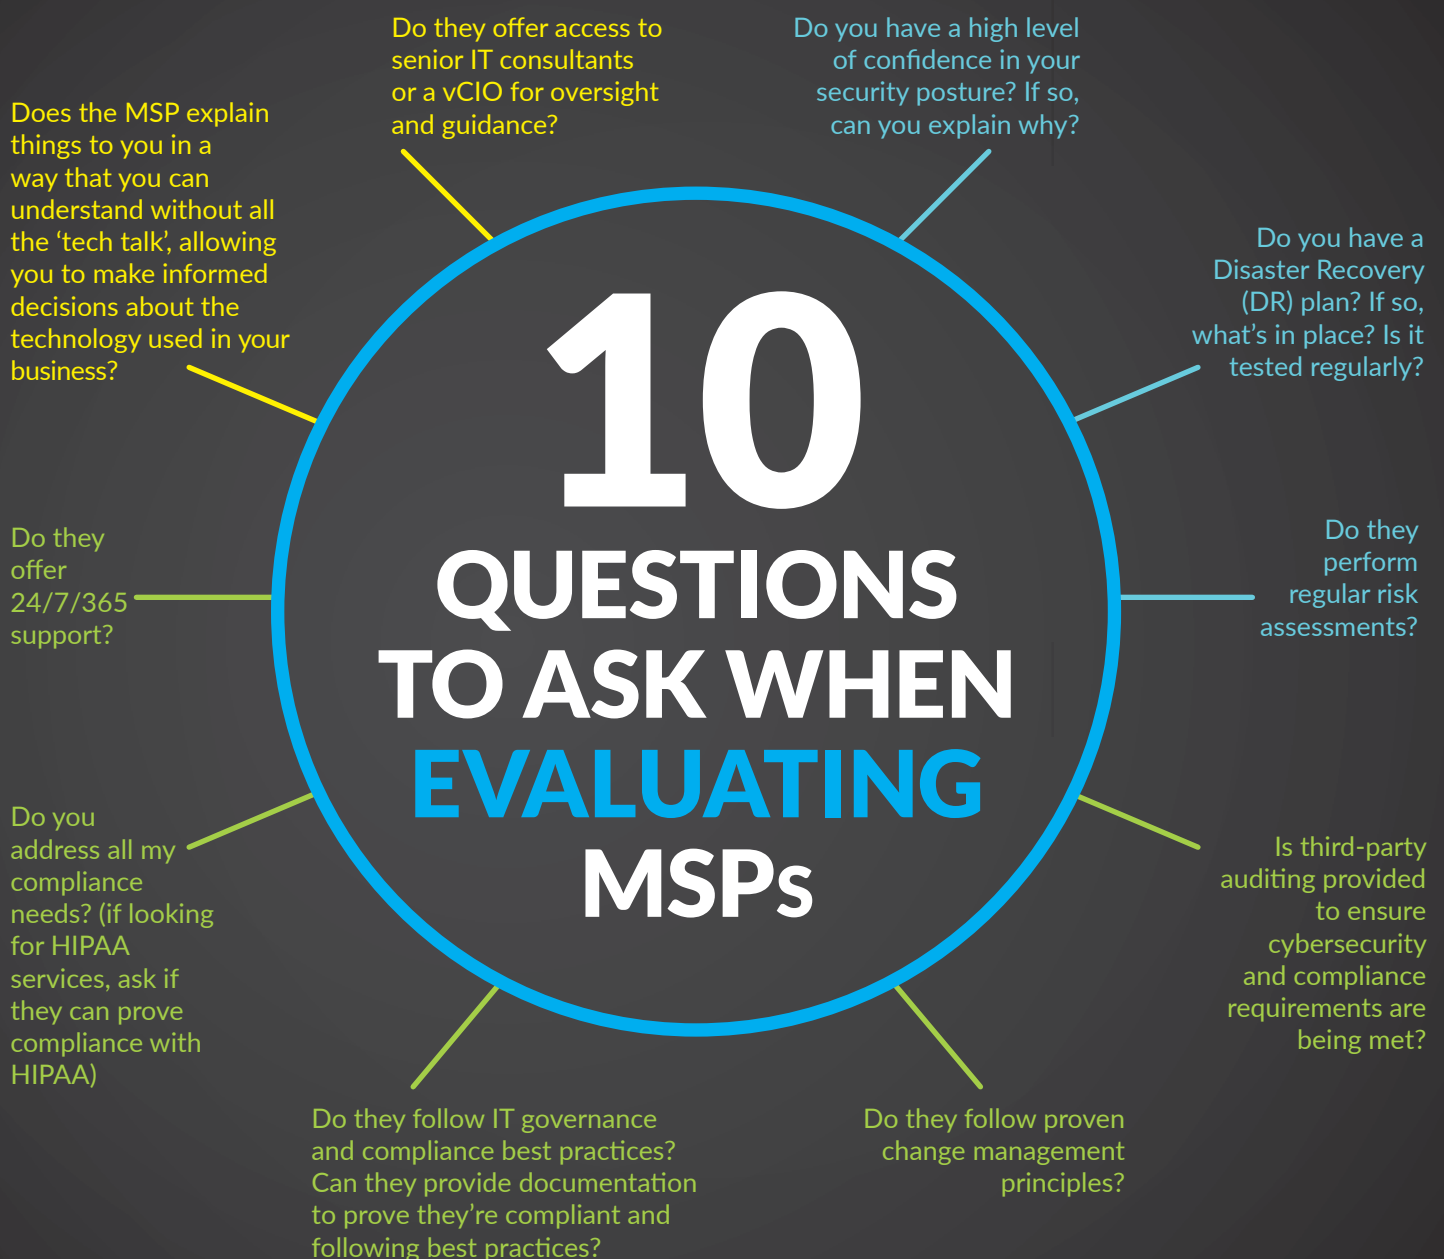 10
QUESTIONS
TO ASK WHEN
EVALUATING
MSPs
Do they offer access to
senior IT consultants
or a vCIO for oversight
and guidance?
Do you have a high level
of confidence in your
security posture? If so,
can you explain why?
Do you have a
Disaster Recovery
(DR) plan? If so,
what's in place? Is it
tested regularly?
Do they
perform
regular risk
assessments?
Is third-party
auditing provided
to ensure
cybersecurity
and compliance
requirements are
being met?
Do they follow proven
change management
principles?
Do they follow IT governance
and compliance best practices?
Can they provide documentation
to prove they're compliant and
following best practices?
Do you
address all my
compliance
needs? (if looking
for HIPAA
services, ask if
they can prove
compliance with
HIPAA)
Do they
offer
24/7/365
support?
Does the MSP explain
things to you in a
way that you can
understand without all
the ‘tech talk’, allowing
you to make informed
decisions about the
technology used in your
business?